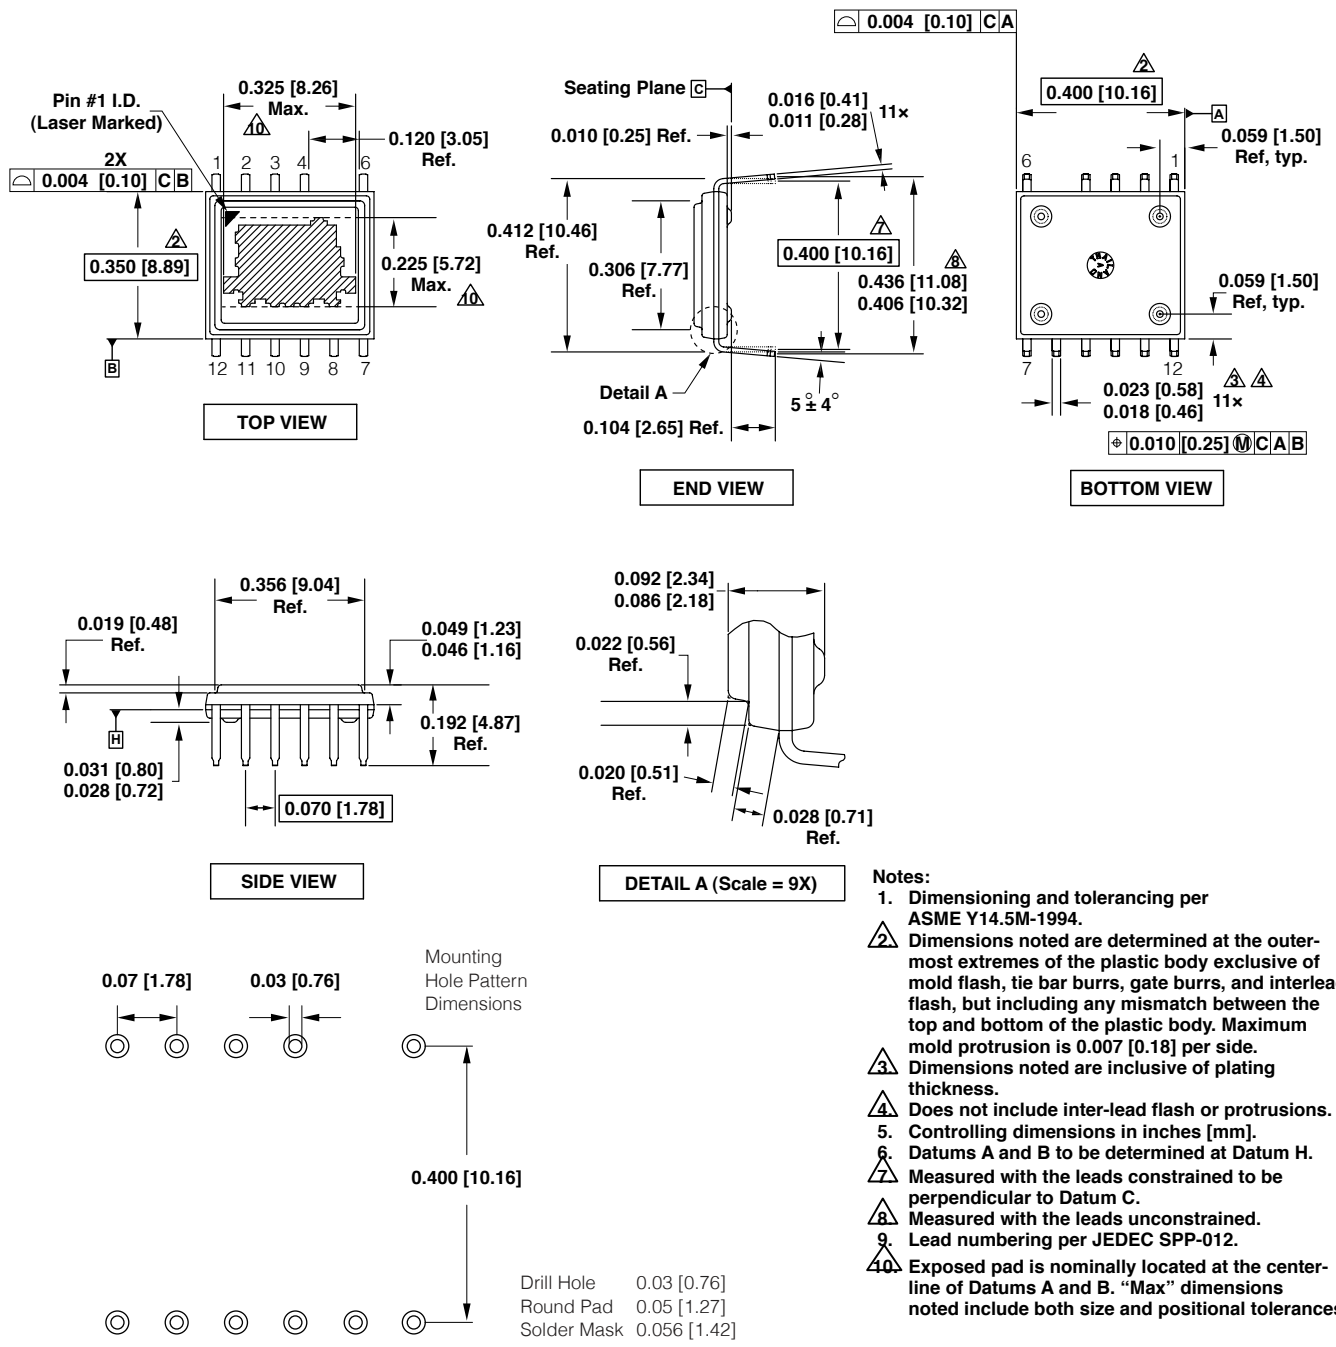 0.004 [0.10] C A
Pin #1 I.D.
(Laser Marked)
0.325 [8.26]
Max.
10
0.120 [3.05]
Ref.
2X
0.004 [0.10] C B
1 2 3 4 6
2
0.350 [8.89]
0.225 [5.72]
Max.
10
B
12 11 10 9 8 7
TOP VIEW
Seating Plane C
0.010 [0.25] Ref.
0.016 [0.41]
0.011 [0.28]
11×
0.412 [10.46]
Ref.
0.306 [7.77]
Ref.
7
0.400 [10.16]
8
0.436 [11.08]
0.406 [10.32]
Detail A
5° ± 4°
0.104 [2.65] Ref.
END VIEW
2
0.400 [10.16]
A
0.059 [1.50]
Ref, typ.
6 1
0.059 [1.50]
Ref, typ.
7 12
0.023 [0.58]
0.018 [0.46]
11×
3 4
⌖ 0.010 [0.25] Ⓜ C A B
BOTTOM VIEW
0.356 [9.04]
Ref.
0.019 [0.48]
Ref.
0.049 [1.23]
0.046 [1.16]
H
0.192 [4.87]
Ref.
0.031 [0.80]
0.028 [0.72]
0.070 [1.78]
SIDE VIEW
0.092 [2.34]
0.086 [2.18]
0.022 [0.56]
Ref.
0.020 [0.51]
Ref.
0.028 [0.71]
Ref.
DETAIL A (Scale = 9X)
Mounting
Hole Pattern
Dimensions
0.07 [1.78]
0.03 [0.76]
0.400 [10.16]
Drill Hole 0.03 [0.76]
Round Pad 0.05 [1.27]
Solder Mask 0.056 [1.42]
Notes:
1. Dimensioning and tolerancing per
ASME Y14.5M-1994.
2. Dimensions noted are determined at the outer-
most extremes of the plastic body exclusive of
mold flash, tie bar burrs, gate burrs, and interlea
flash, but including any mismatch between the
top and bottom of the plastic body. Maximum
mold protrusion is 0.007 [0.18] per side.
3. Dimensions noted are inclusive of plating
thickness.
4. Does not include inter-lead flash or protrusions.
5. Controlling dimensions in inches [mm].
6. Datums A and B to be determined at Datum H.
7. Measured with the leads constrained to be
perpendicular to Datum C.
8. Measured with the leads unconstrained.
9. Lead numbering per JEDEC SPP-012.
10. Exposed pad is nominally located at the center-
line of Datums A and B. “Max” dimensions
noted include both size and positional tolerances